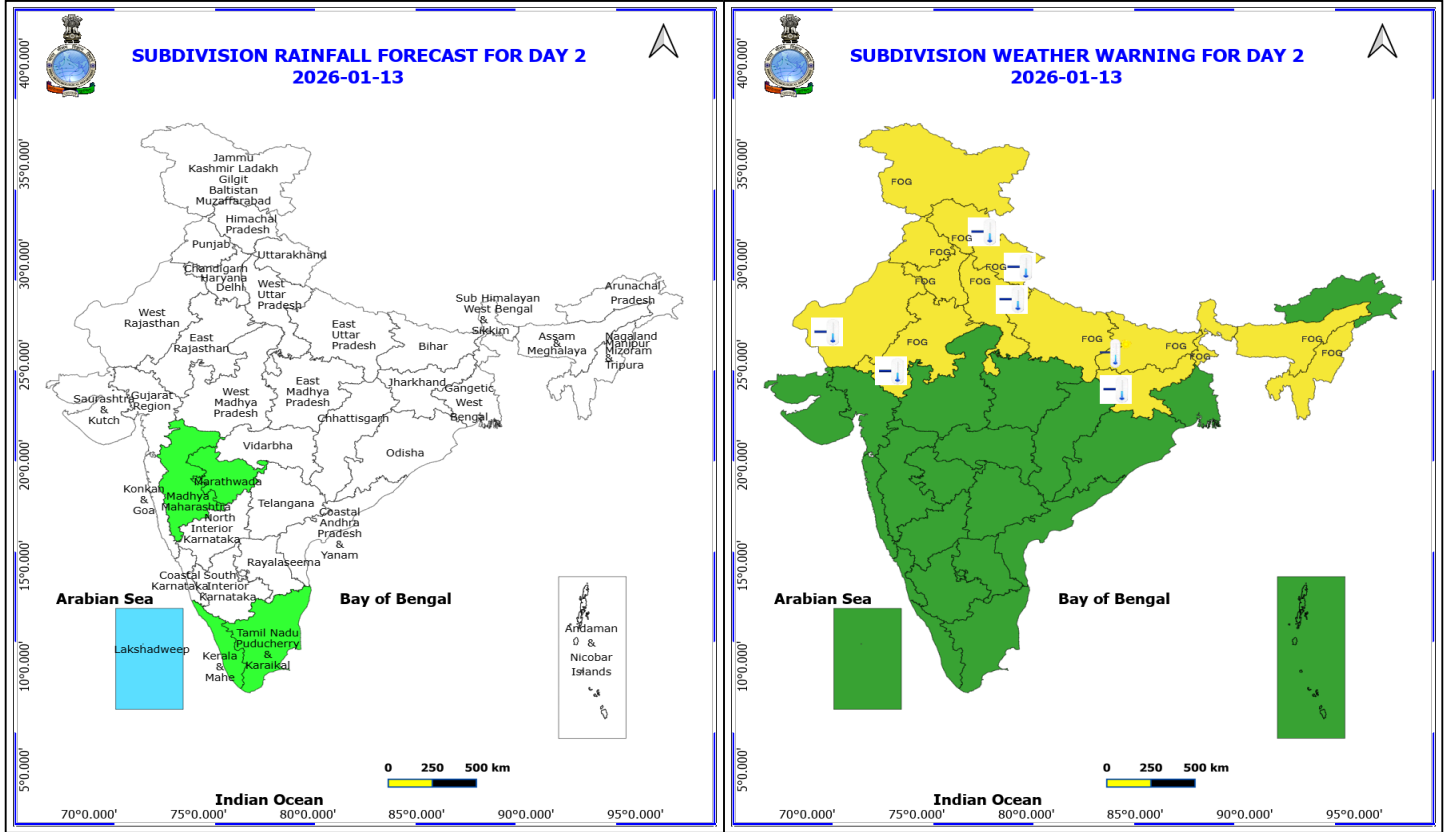 SUBDIVISION RAINFALL FORECAST FOR DAY 2
2026-01-13
40°0.000'
35°0.000'
30°0.000'
25°0.000'
20°0.000'
15°0.000'
10°0.000'
5°0.000'
Jammu
Kashmir Ladakh
Gilgit
Baltistan
Muzaffarabad
Himachal
Pradesh
Punjab
Uttarakhand
Chandigarh
Haryana
Delhi
West
Uttar
Pradesh
West
Rajasthan
East
Rajasthan
East
Uttar
Pradesh
Bihar
Sub Himalayan
West Bengal
&
Sikkim
Arunachal
Pradesh
Assam
&
Meghalaya
Nagaland
Manipur
Mizoram
&
Tripura
Saurashtra
&
Kutch
Gujarat
Region
West
Madhya
Pradesh
East
Madhya
Pradesh
Jharkhand
Gangetic
West
Bengal
Chhattisgarh
Vidarbha
Odisha
Konkan
&
Goa
Madhya
Maharashtra
Marathwada
Telangana
North
Interior
Karnataka
Coastal
Andhra
Pradesh
&
Yanam
Rayalaseema
Coastal
Karnataka
South
Interior
Karnataka
Arabian Sea
Bay of Bengal
Lakshadweep
Kerala
&
Mahe
Tamil Nadu
Puducherry
&
Karaikal
Andaman
&
Nicobar
Islands
0 250 500 km
Indian Ocean
70°0.000' 75°0.000' 80°0.000' 85°0.000' 90°0.000' 95°0.000'
SUBDIVISION WEATHER WARNING FOR DAY 2
2026-01-13
40°0.000'
35°0.000'
30°0.000'
25°0.000'
20°0.000'
15°0.000'
10°0.000'
5°0.000'
FOG
FOG
FOG
FOG
FOG
FOG
FOG
FOG
FOG
FOG
FOG
FOG
Arabian Sea
Bay of Bengal
0 250 500 km
Indian Ocean
70°0.000' 75°0.000' 80°0.000' 85°0.000' 90°0.000' 95°0.000'